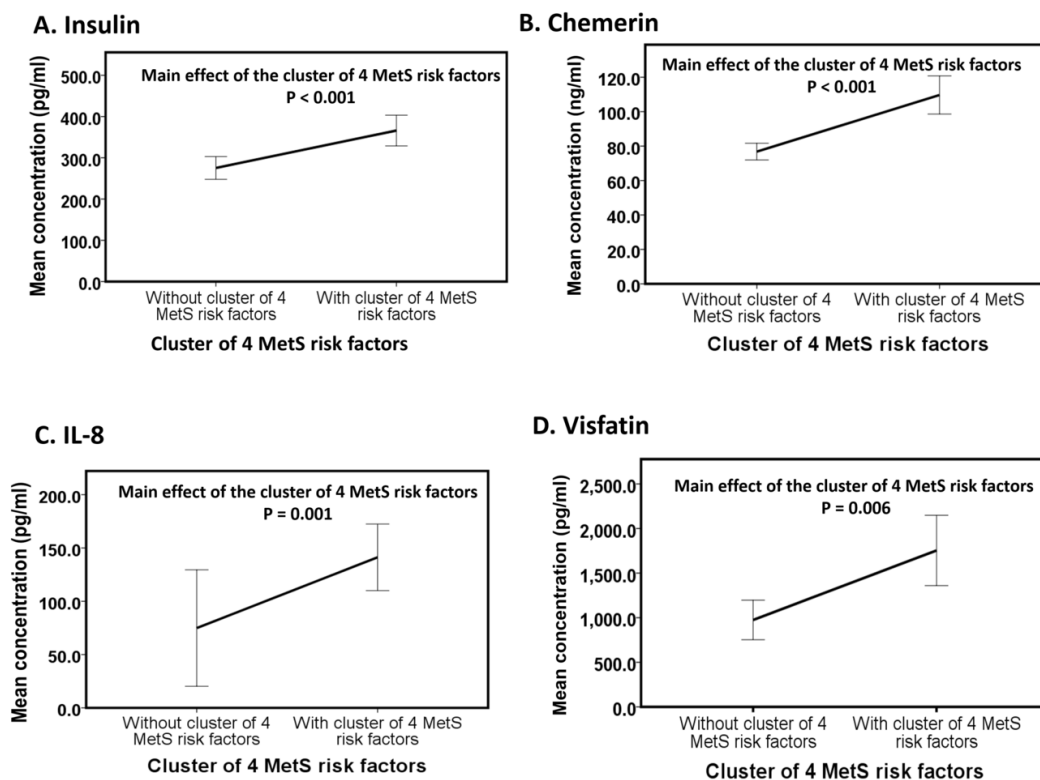 A. Insulin
Mean concentration (pg/ml)
500.0
400.0
300.0
200.0
100.0
0.0
Main effect of the cluster of 4 MetS risk factors
P < 0.001
Without cluster of 4
MetS risk factors
With cluster of 4 MetS
risk factors
Cluster of 4 MetS risk factors
B. Chemerin
Mean concentration (ng/ml)
120.0
100.0
80.0
60.0
40.0
20.0
0.0
Main effect of the cluster of 4 MetS risk factors
P < 0.001
Without cluster of 4
MetS risk factors
With cluster of 4 MetS
risk factors
Cluster of 4 MetS risk factors
C. IL-8
Mean concentration (pg/ml)
200.0
150.0
100.0
50.0
0.0
Main effect of the cluster of 4 MetS risk factors
P = 0.001
Without cluster of 4
MetS risk factors
With cluster of 4 MetS
risk factors
Cluster of 4 MetS risk factors
D. Visfatin
Mean concentration (pg/ml)
2,500.0
2,000.0
1,500.0
1,000.0
500.0
0.0
Main effect of the cluster of 4 MetS risk factors
P = 0.006
Without cluster of 4
MetS risk factors
With cluster of 4 MetS
risk factors
Cluster of 4 MetS risk factors